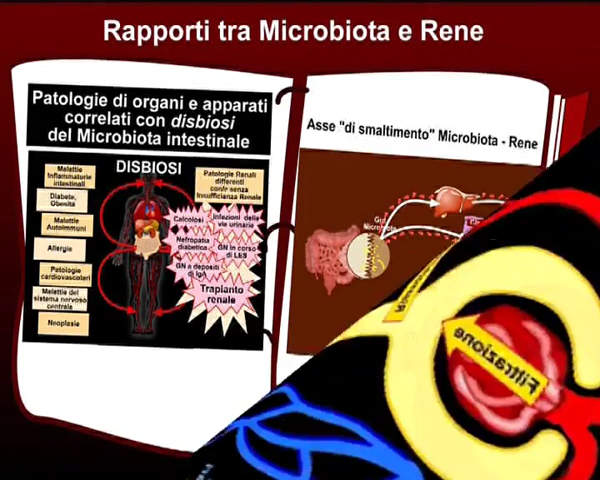 Rapporti tra Microbiota e Rene
Patologie di organi e apparati
correlati con disbiosi
del Microbiota intestinale
DISBIOSI
Malattie
Infiammatorie
intestinali
Diabete,
Obesità
Malattie
Autoimmuni
Allergie
Patologie
cardiovascolari
Malattie del
sistema nervoso
centrale
Neoplasie
Patologie Renali
differenti
con/e senza
Insufficienza Renale
Calcolosi
Infezioni delle
vie urinarie
Nefropatia
diabetica
GN in corso
di LES
GN a depositi
di IgA
Trapianto
renale
Asse "di smaltimento" Microbiota - Rene
Gut
Filtrazione